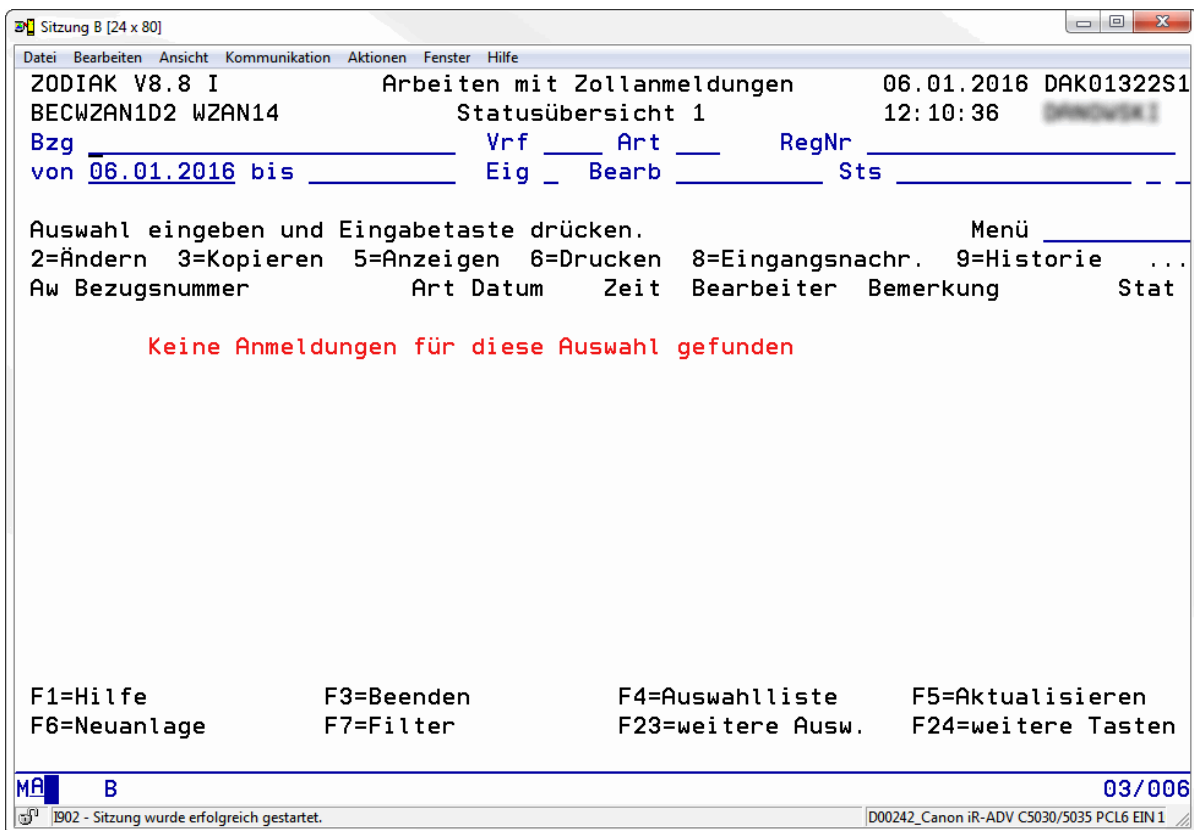 Sitzung B [24 x 80]
Datei Bearbeiten Ansicht Kommunikation Aktionen Fenster Hilfe
ZODIAK V8.8 I Arbeiten mit Zollanmeldungen 06.01.2016 DAK01322S1
BECWZAN1D2 WZAN14 Statusübersicht 1 12:10:36
Bzg Vrf Art RegNr
von 06.01.2016 bis Eig Bearb Sts
Auswahl eingeben und Eingabetaste drücken. Menü
2=Ändern 3=Kopieren 5=Anzeigen 6=Drucken 8=Eingangsnachr. 9=Historie ...
Aw Bezugsnummer Art Datum Zeit Bearbeiter Bemerkung Stat
Keine Anmeldungen für diese Auswahl gefunden
F1=Hilfe F3=Beenden F4=Auswahlliste F5=Aktualisieren
F6=Neuanlage F7=Filter F23=weitere Ausw. F24=weitere Tasten
MA B 03/006
I902 - Sitzung wurde erfolgreich gestartet. D00242_Canon iR-ADV C5030/5035 PCL6 EIN 1